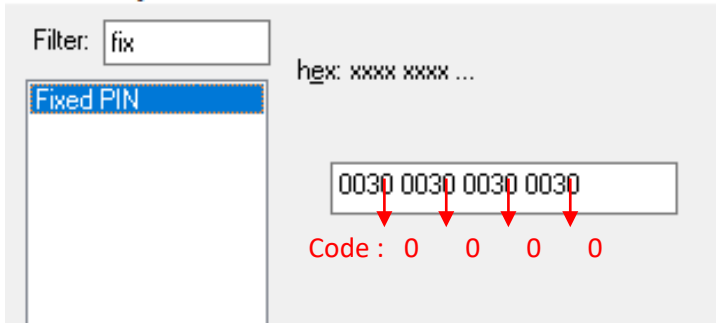 Filter: fix
hex: xxxx xxxx ...
Fixed PIN
0030 0030 0030 0030
Code : 0 0 0 0